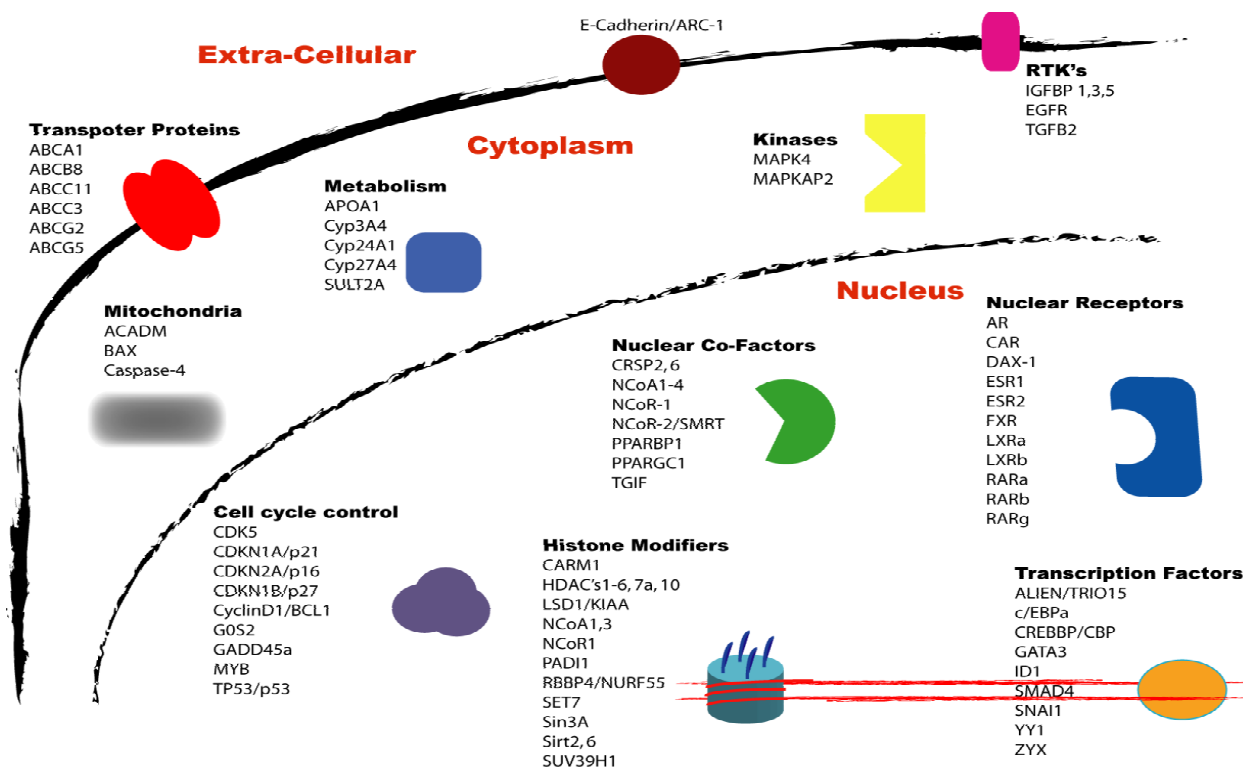 E-Cadherin/ARC-1
Extra-Cellular
RTK's
IGFBP 1,3,5
EGFR
TGFB2
Transpoter Proteins
ABCA1
ABCB8
ABCC11
ABCC3
ABCG2
ABCG5
Cytoplasm
Kinases
MAPK4
MAPKAP2
Metabolism
APOA1
Cyp3A4
Cyp24A1
Cyp27A4
SULT2A
Mitochondria
ACADM
BAX
Caspase-4
Nucleus
Nuclear Receptors
AR
CAR
DAX-1
ESR1
ESR2
FXR
LXRa
LXRb
RARa
RARb
RARg
Nuclear Co-Factors
CRSP2,6
NCoA1-4
NCoR-1
NCoR-2/SMRT
PPARBP1
PPARGC1
TGIF
Cell cycle control
CDK5
CDKN1A/p21
CDKN2A/p16
CDKN1B/p27
CyclinD1/BCL1
G0S2
GADD45a
MYB
TP53/p53
Histone Modifiers
CARM1
HDAC's1-6,7a,10
LSD1/KIAA
NCoA1,3
NCoR1
PADI1
RBBP4/NURF55
SET7
Sin3A
Sirt2,6
SUV39H1
Transcription Factors
ALIEN/TRIO15
c/EBPa
CREBBP/CBP
GATA3
ID1
SMAD4
SNAI1
YY1
ZYX